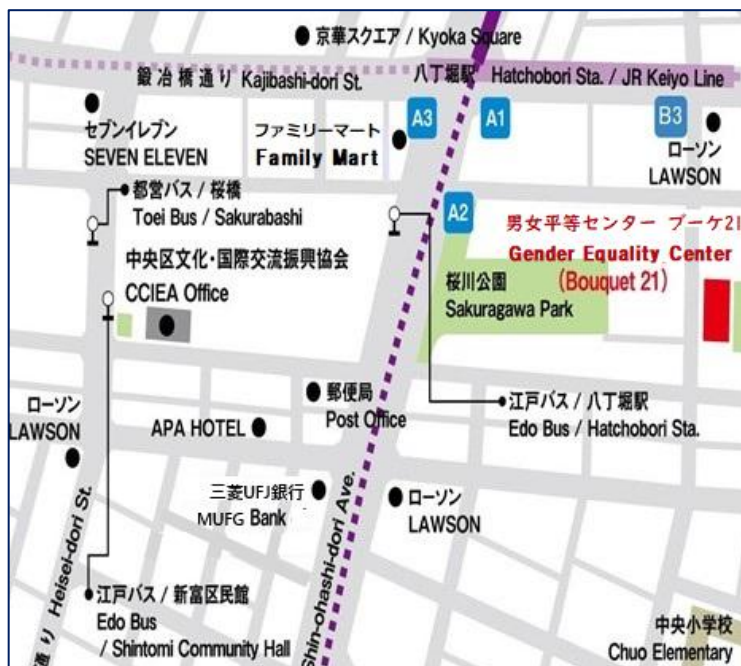 京華スクエア / Kyoka Square
鍛冶橋通り Kajibashi-dori St.
八丁堀駅 Hatchobori Sta. / JR Keiyo Line
セブンイレブン
SEVEN ELEVEN
ファミリーマート
Family Mart
A3
A1
B3
ローソン
LAWSON
都営バス / 桜橋
Toei Bus / Sakurabashi
A2
男女平等センター ブーケ21
Gender Equality Center
(Bouquet 21)
中央区文化・国際交流振興協会
CCIEA Office
桜川公園
Sakuragawa Park
郵便局
Post Office
江戸バス / 八丁堀駅
Edo Bus / Hatchobori Sta.
ローソン
LAWSON
APA HOTEL
三菱UFJ銀行
MUFG Bank
ローソン
LAWSON
通り Heisei-dori St.
Shin-ohashi-dori Ave.
江戸バス / 新富区民館
Edo Bus
/ Shintomi Community Hall
中央小学校
Chuo Elementary